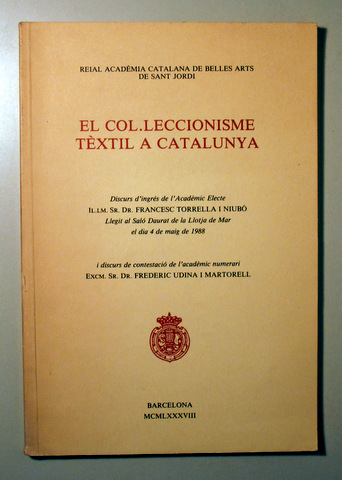 REIAL ACADÈMIA CATALANA DE BELLES ARTS
DE SANT JORDI
EL COL.LECCIONISME
TÈXTIL A CATALUNYA
Discurs d'ingrés de l'Acadèmic Electe
IL.LM. SR. DR. FRANCESC TORRELLA I NIUBÓ
Llegit al Saló Daurat de la Llotja de Mar
el dia 4 de maig de 1988
i discurs de contestació de l'acadèmic numerari
EXCM. SR. DR. FREDERIC UDINA I MARTORELL
BARCELONA
MCMLXXXVIII